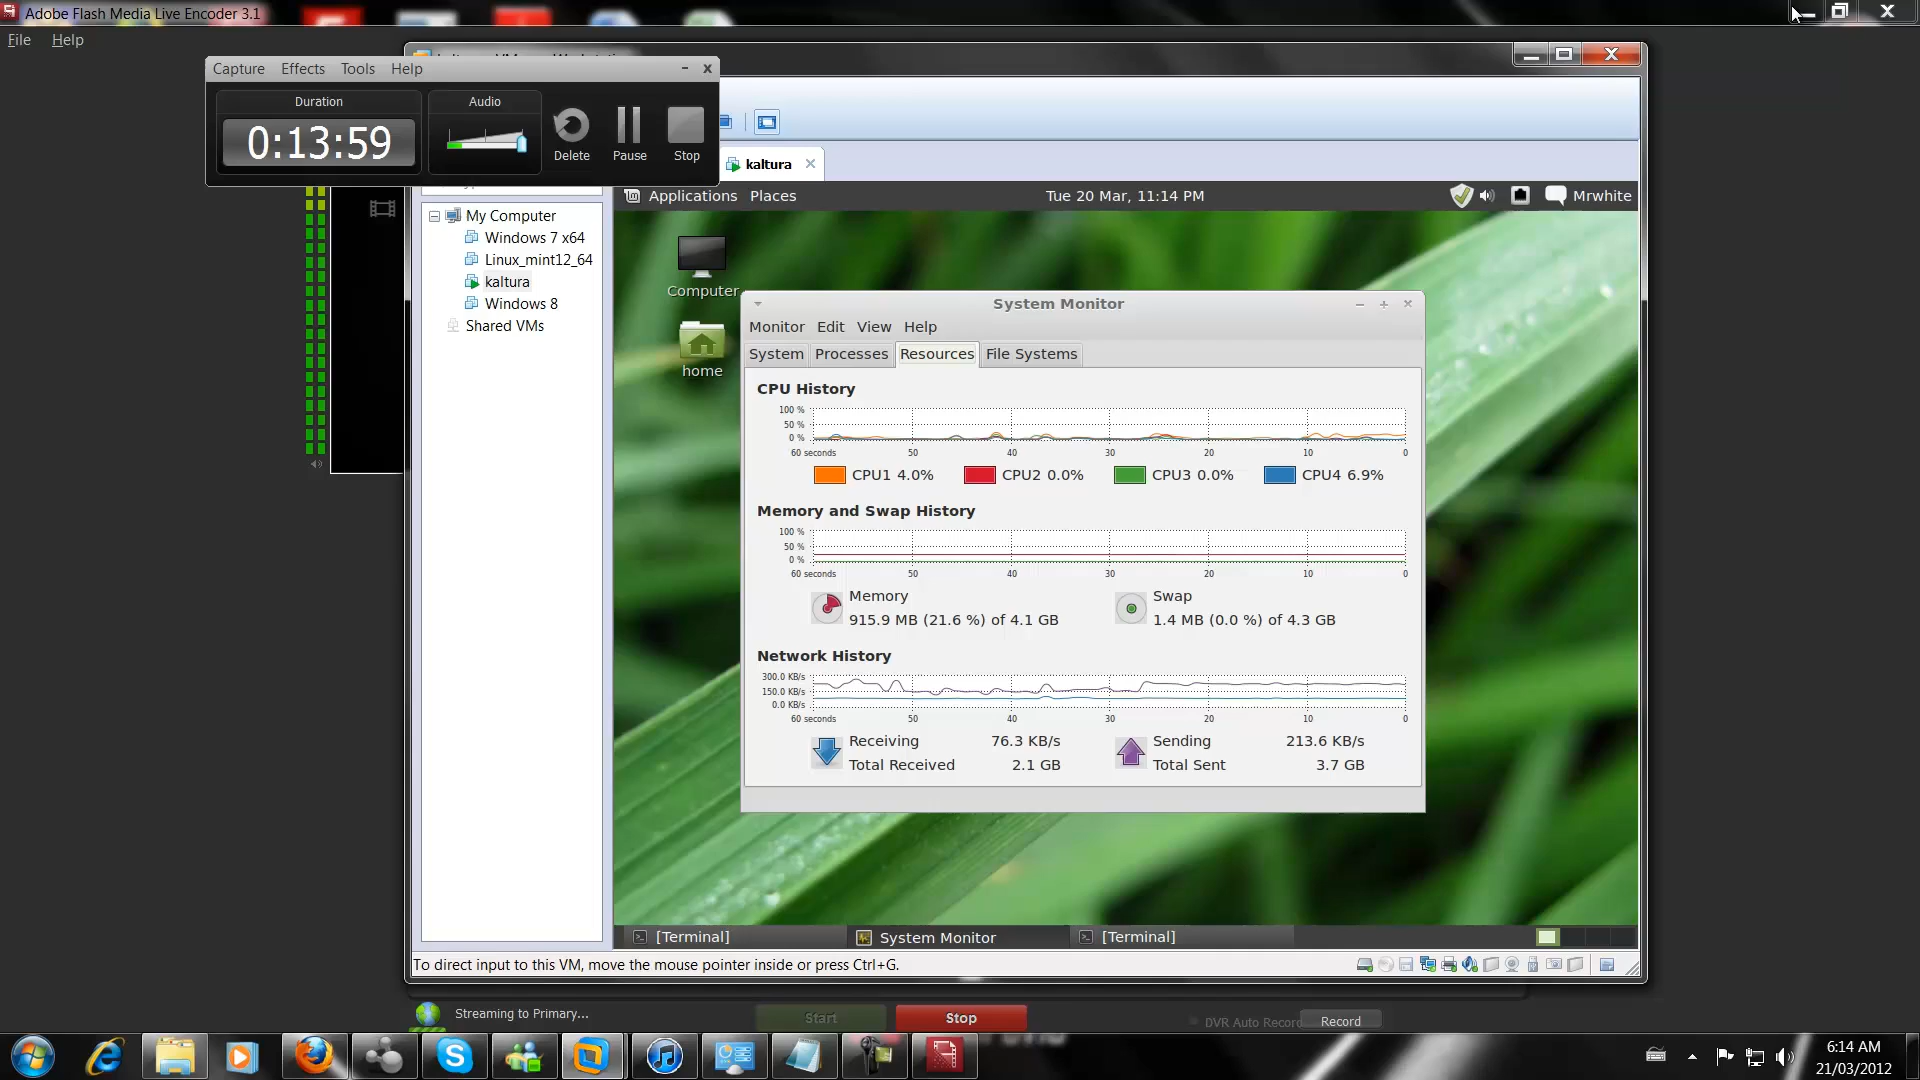 Adobe Flash Media Live Encoder 3.1
File Help
Capture Effects Tools Help
Duration
0:13:59
Audio
Delete
Pause
Stop
kaltura
Applications Places
Tue 20 Mar, 11:14 PM
Mrwhite
My Computer
Windows 7 x64
Linux_mint12_64
kaltura
Windows 8
Shared VMs
Computer
home
System Monitor
Monitor Edit View Help
System Processes Resources File Systems
CPU History
100 %
50 %
0 %
60 seconds 50 40 30 20 10 0
CPU1 4.0% CPU2 0.0% CPU3 0.0% CPU4 6.9%
Memory and Swap History
100 %
50 %
0 %
60 seconds 50 40 30 20 10 0
Memory
915.9 MB (21.6 %) of 4.1 GB
Swap
1.4 MB (0.0 %) of 4.3 GB
Network History
300.0 KB/s
150.0 KB/s
0.0 KB/s
60 seconds 50 40 30 20 10 0
Receiving 76.3 KB/s
Total Received 2.1 GB
Sending 213.6 KB/s
Total Sent 3.7 GB
[Terminal] System Monitor [Terminal]
To direct input to this VM, move the mouse pointer inside or press Ctrl+G.
Streaming to Primary...
Start
Stop
DVR Auto Record
Record
6:14 AM
21/03/2012